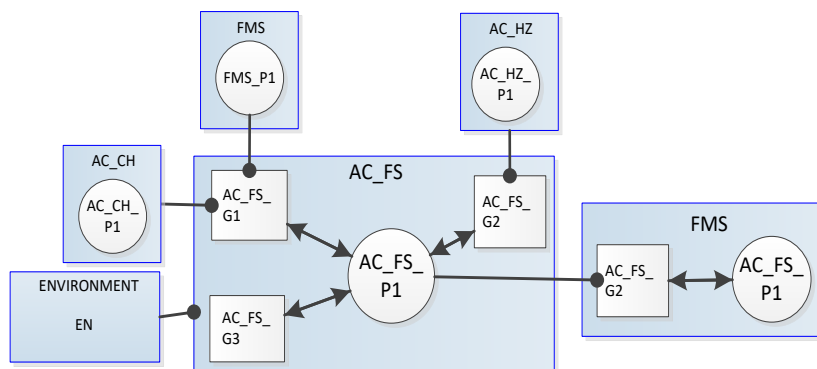 FMS
FMS_P1
AC_HZ
AC_HZ_
P1
AC_CH
AC_CH_
P1
AC_FS
AC_FS_
G1
AC_FS_
G2
AC_FS_
P1
AC_FS_
G3
ENVIRONMENT
EN
FMS
AC_FS_
G2
AC_FS_
P1